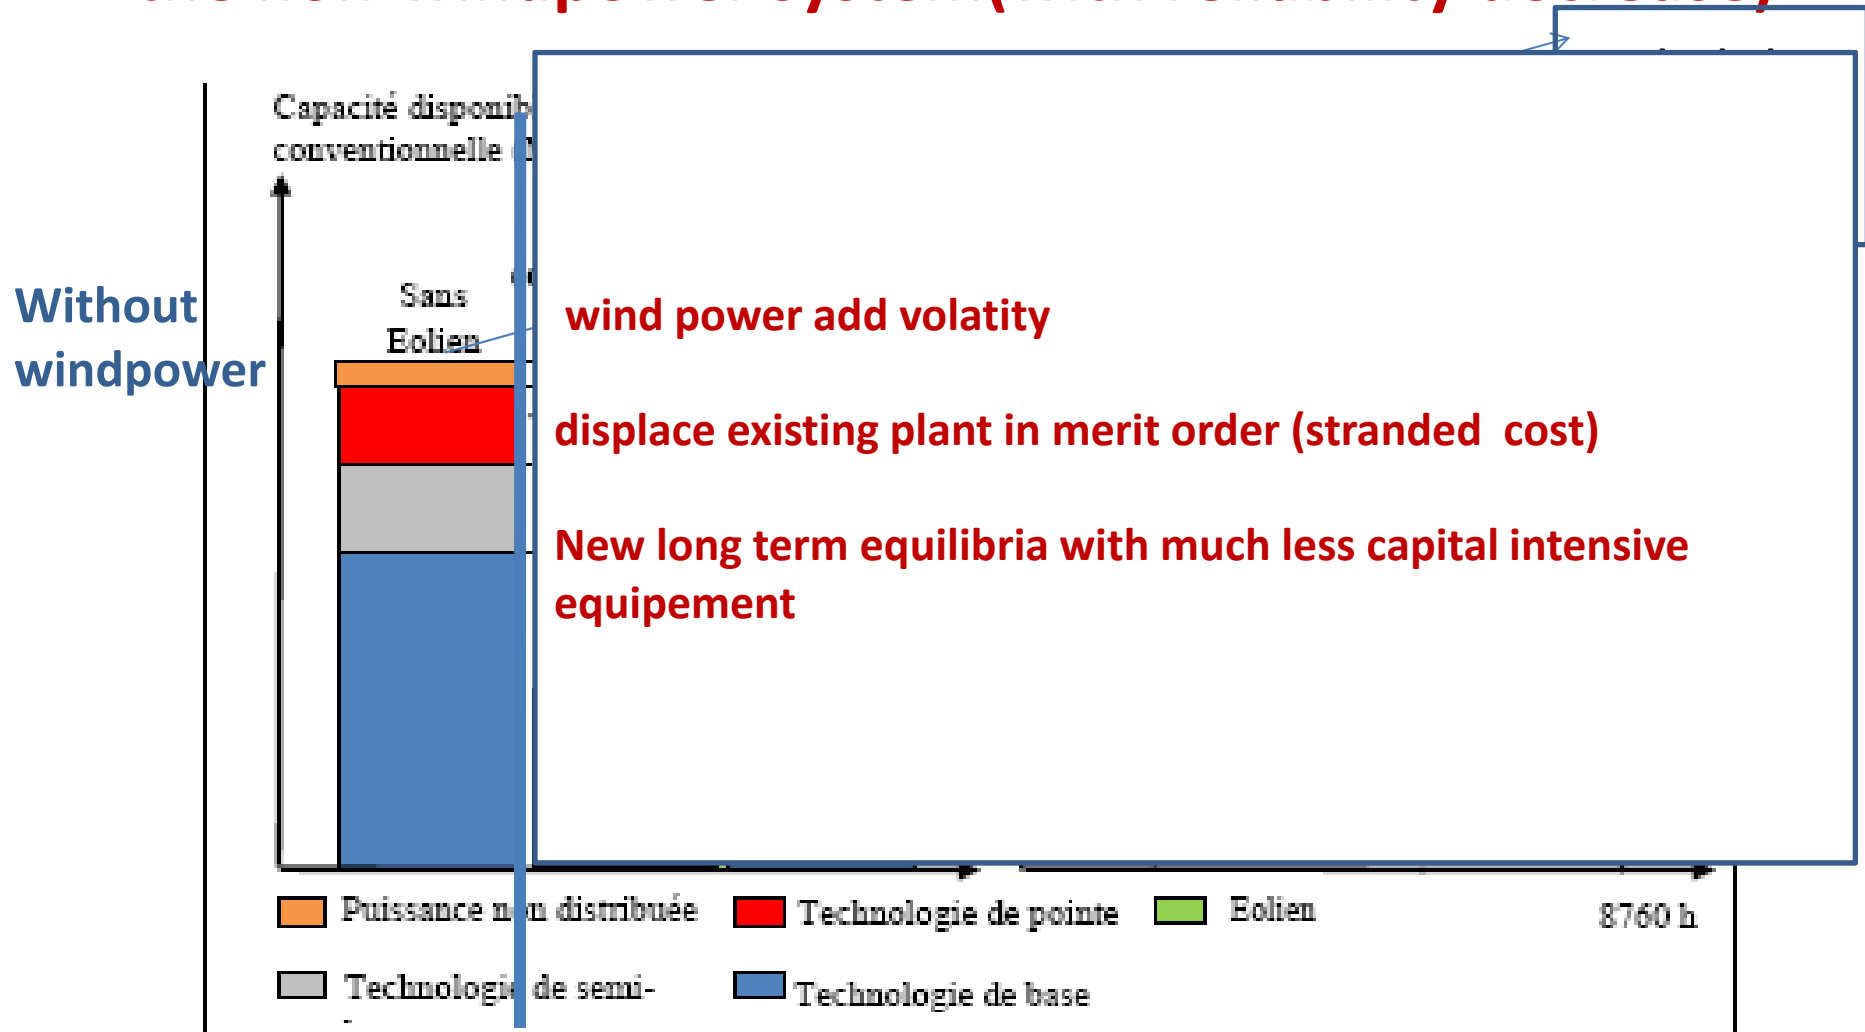 Capacité
conventionnelle
Without
windpower
Sans
Eolien
wind power add volatity
displace existing plant in merit order (stranded cost)
New long term equilibria with much less capital intensive
equipement
Puissance non distribuée
Technologie de pointe
Eolien
8760 h
Technologie de semi-
Technologie de base